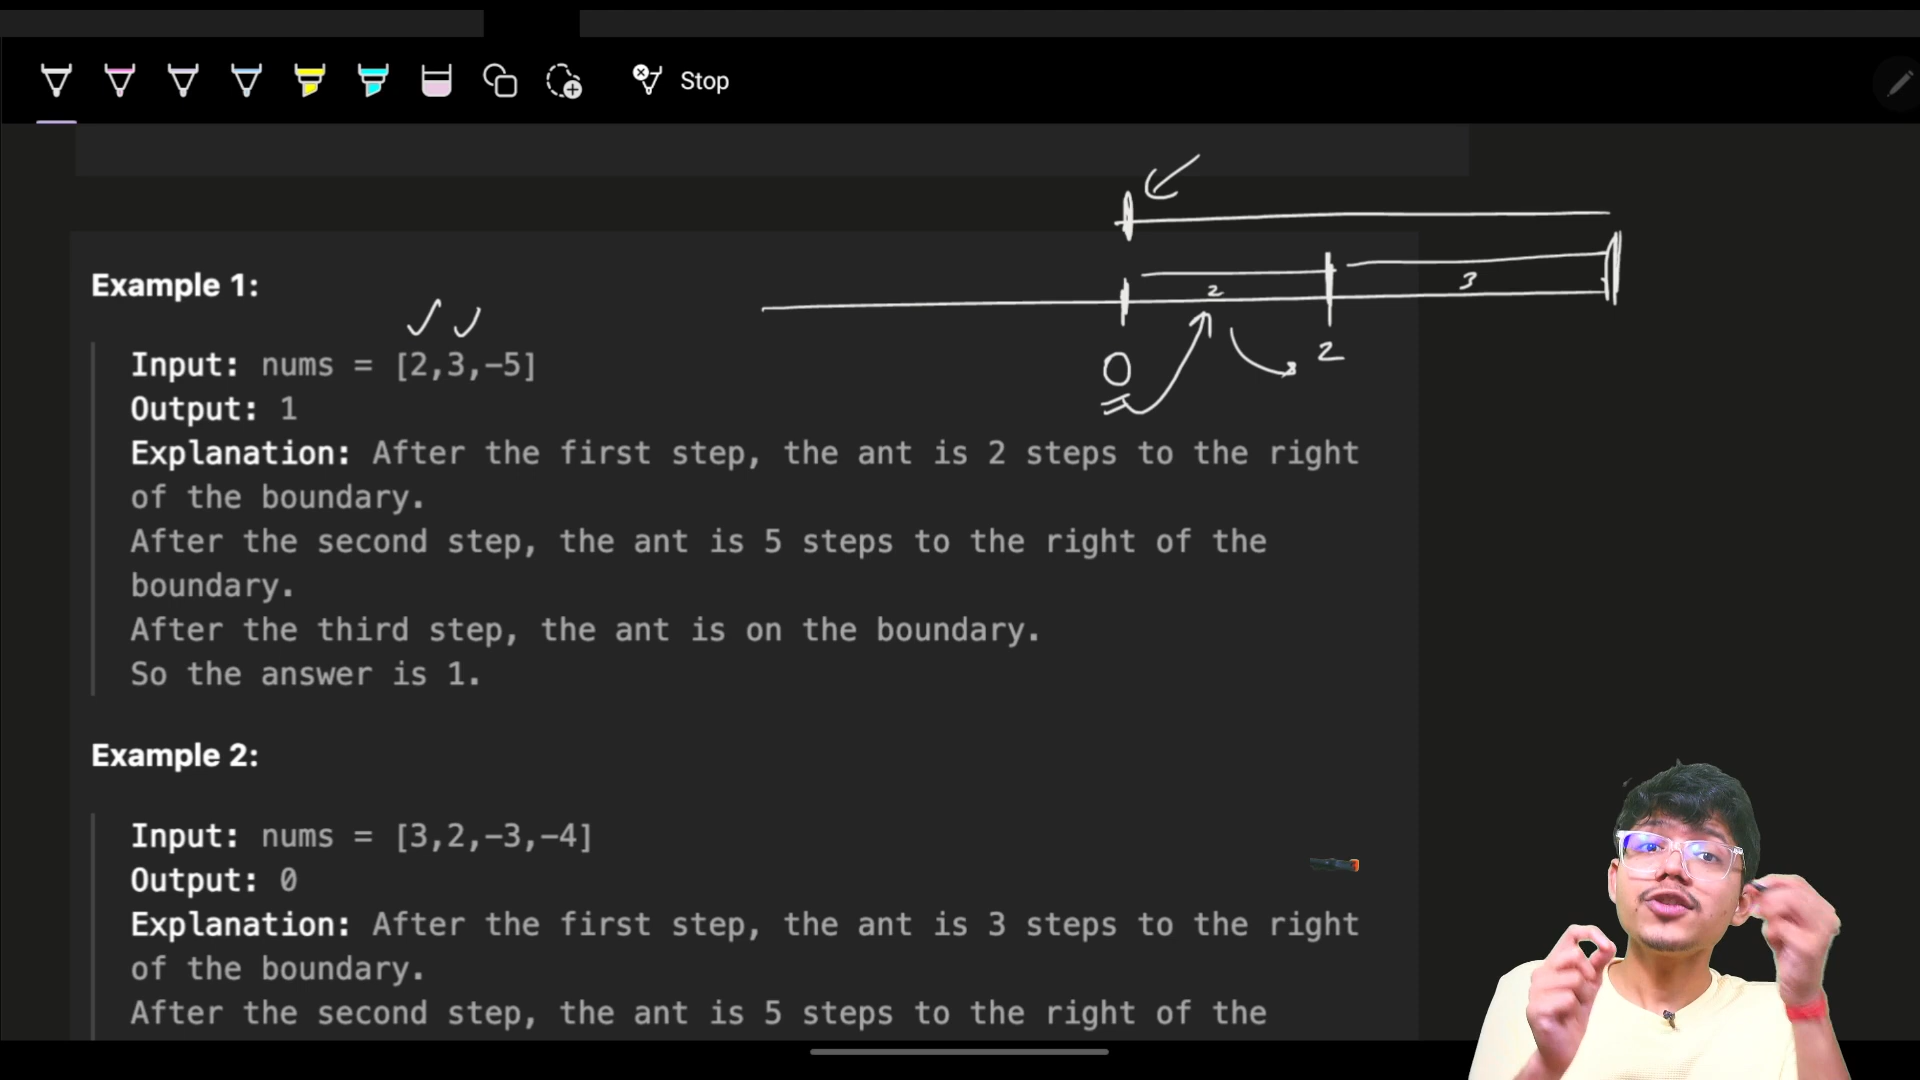 Stop
Example 1:
2
3
Input: nums = [2,3,-5]
0
2
Output: 1
Explanation: After the first step, the ant is 2 steps to the right
of the boundary.
After the second step, the ant is 5 steps to the right of the
boundary.
After the third step, the ant is on the boundary.
So the answer is 1.
Example 2:
Input: nums = [3,2,-3,-4]
Output: 0
Explanation: After the first step, the ant is 3 steps to the right
of the boundary.
After the second step, the ant is 5 steps to the right of the